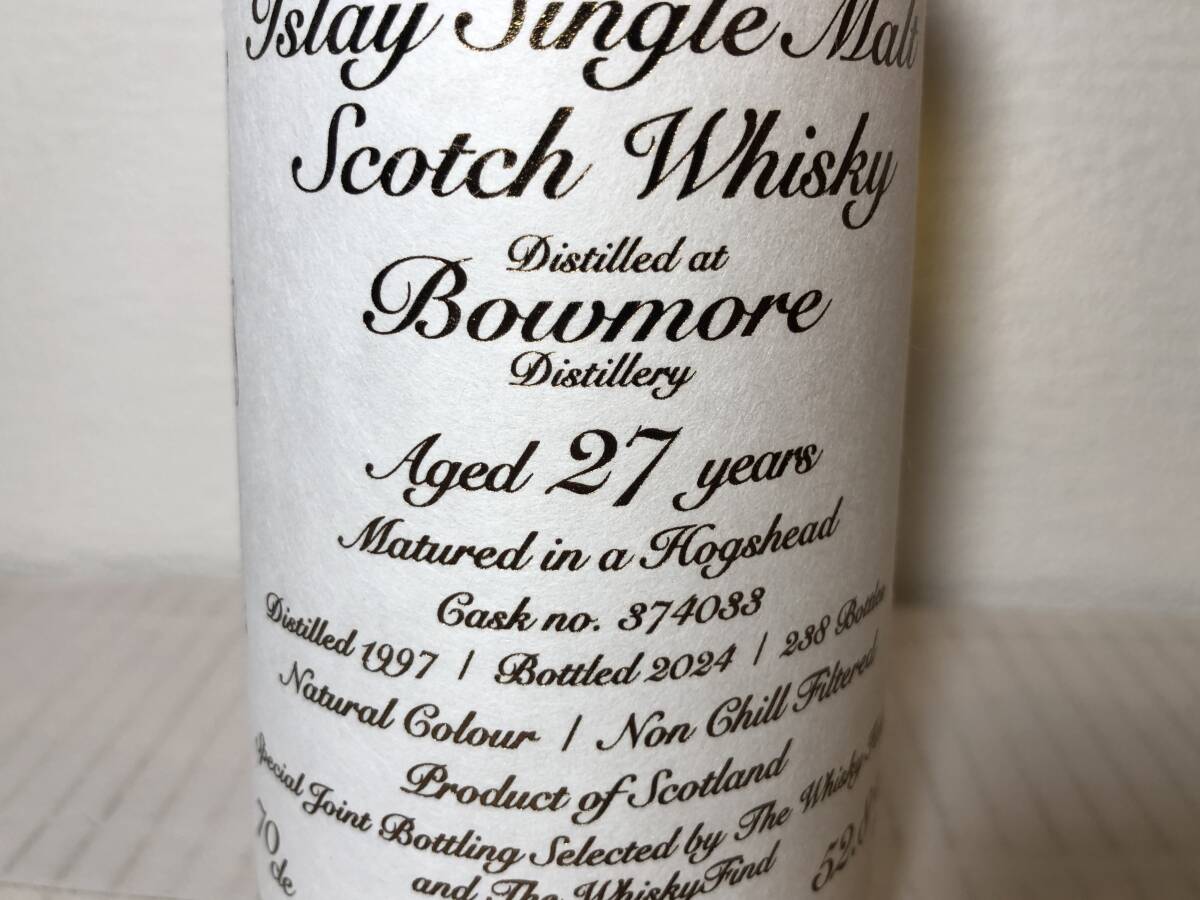 Islay Single Malt
Scotch Whisky
Distilled at
Bowmore
Distillery
Aged 27 years
Matured in a Hogshead
Cask no. 374033
Distilled 1997 / Bottled 2024 / 238 Bottles
Natural Colour / Non Chill Filtered
Product of Scotland
Special Joint Bottling Selected by The Whisky
and The WhiskyFind
70